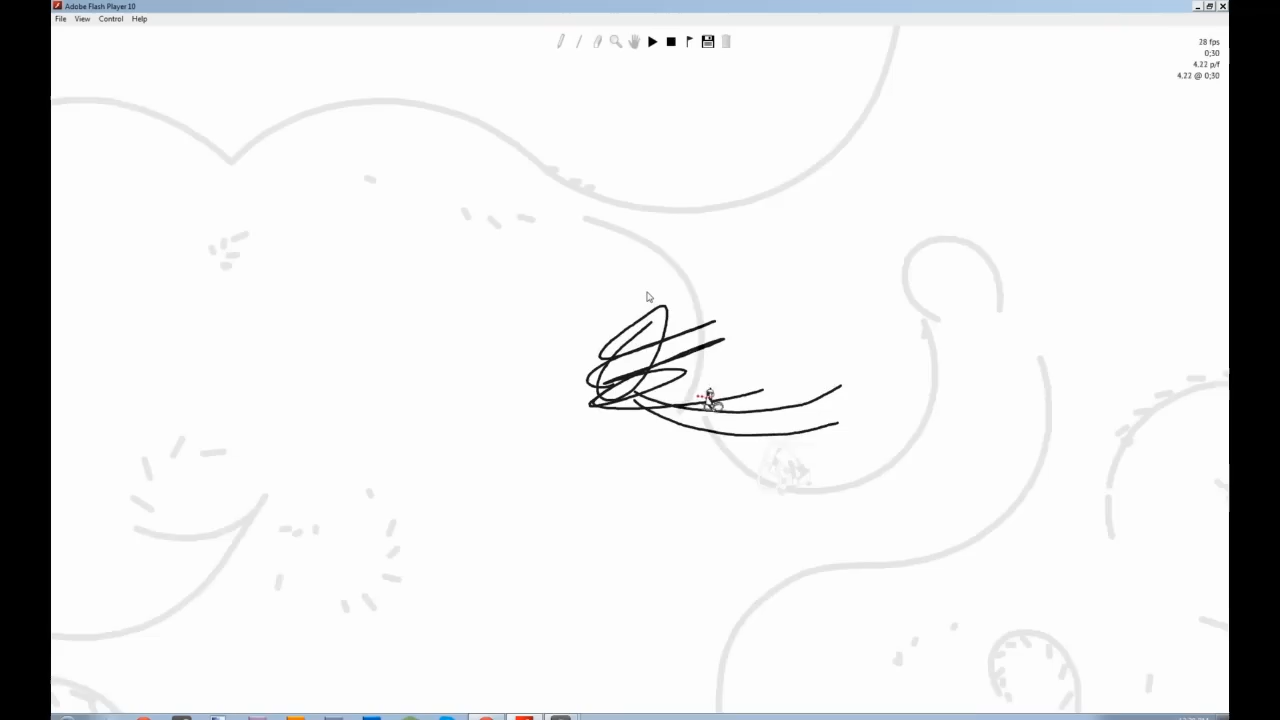 Adobe Flash Player 10
File View Control Help
28 fps
0;30
4.22 p/f
4.22 @ 0;30